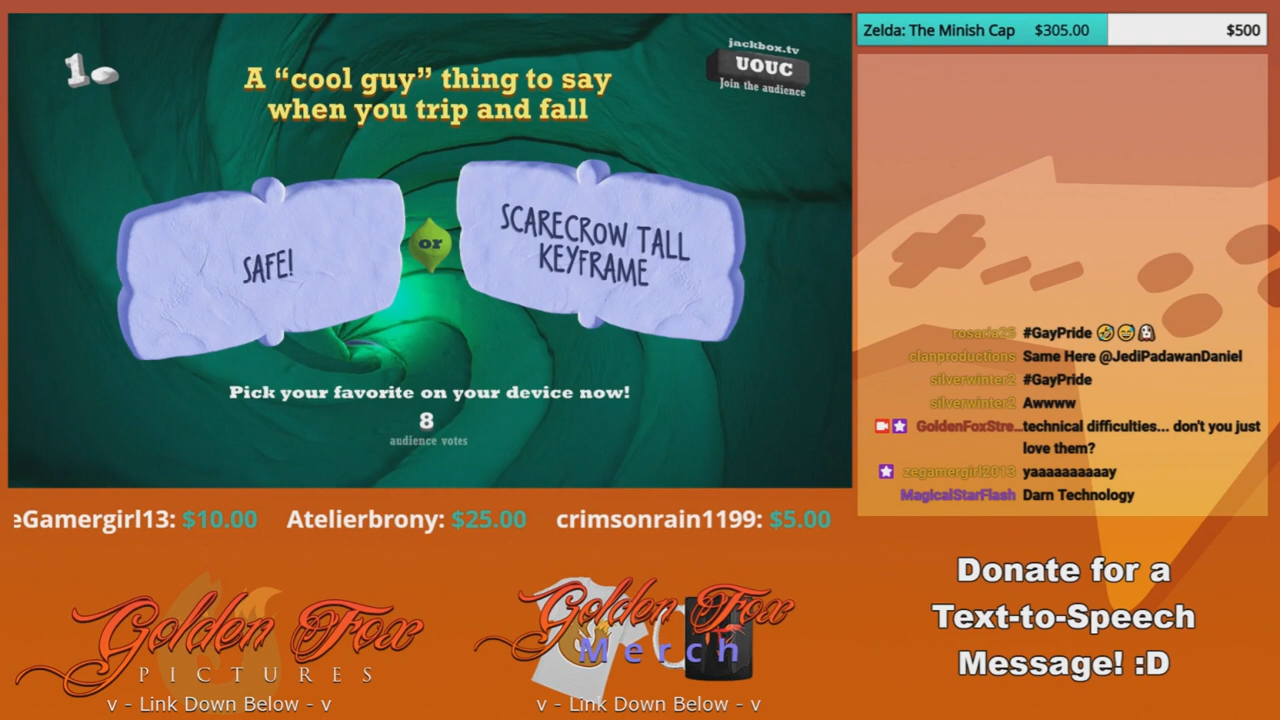 1
A “cool guy” thing to say
when you trip and fall
jackbox.tv
UOUC
Join the audience
SAFE!
or
SCARECROW TALL
KEYFRAME
Pick your favorite on your device now!
8
audience votes
Zelda: The Minish Cap $305.00 $500
rosaria25 #GayPride 🤣😅👩🏻
clanproductions Same Here @JediPadawanDaniel
silverwinter2 #GayPride
silverwinter2 Awwww
GoldenFoxStre... technical difficulties... don't you just
love them?
zegamergirl2013 yaaaaaaaaay
MagicalStarFlash Darn Technology
eGamergirl13: $10.00 Atelierbrony: $25.00 crimsonrain1199: $5.00
Golden Fox
PICTURES
v - Link Down Below - v
Golden Fox
Merch
v - Link Down Below - v
Donate for a
Text-to-Speech
Message! :D